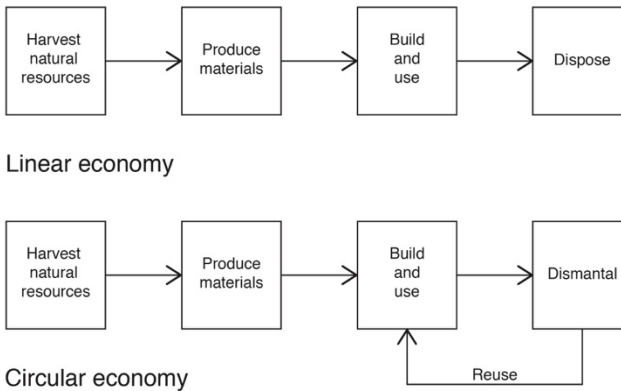 Harvest
natural
resources
Produce
materials
Build
and
use
Dispose
Linear economy
Harvest
natural
resources
Produce
materials
Build
and
use
Dismantal
Reuse
Circular economy